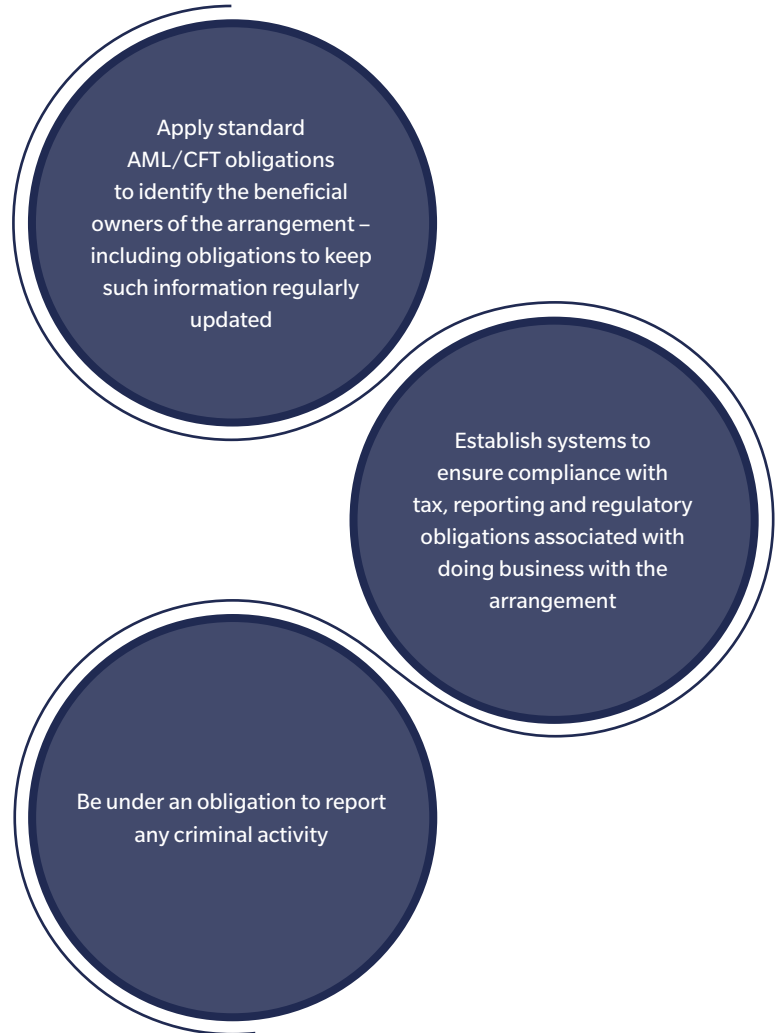 Apply standard
AML/CFT obligations
to identify the beneficial
owners of the arrangement –
including obligations to keep
such information regularly
updated
Establish systems to
ensure compliance with
tax, reporting and regulatory
obligations associated with
doing business with the
arrangement
Be under an obligation to report
any criminal activity